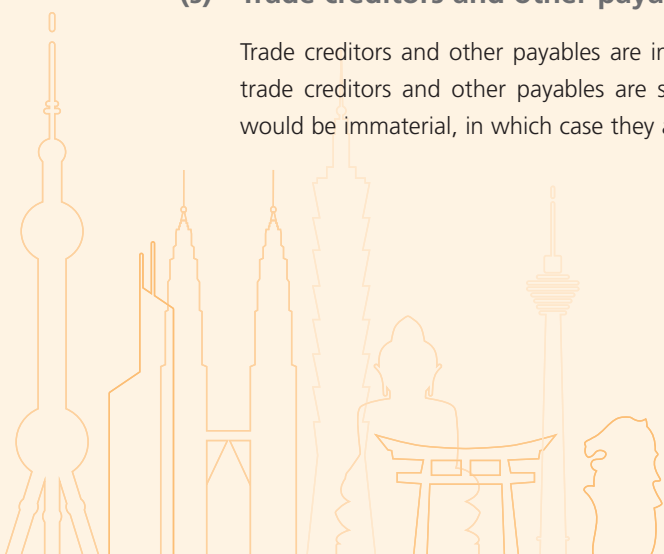 Trade creditors and other
Trade creditors and other payables are
trade creditors and other payables are
would be immaterial, in which case they